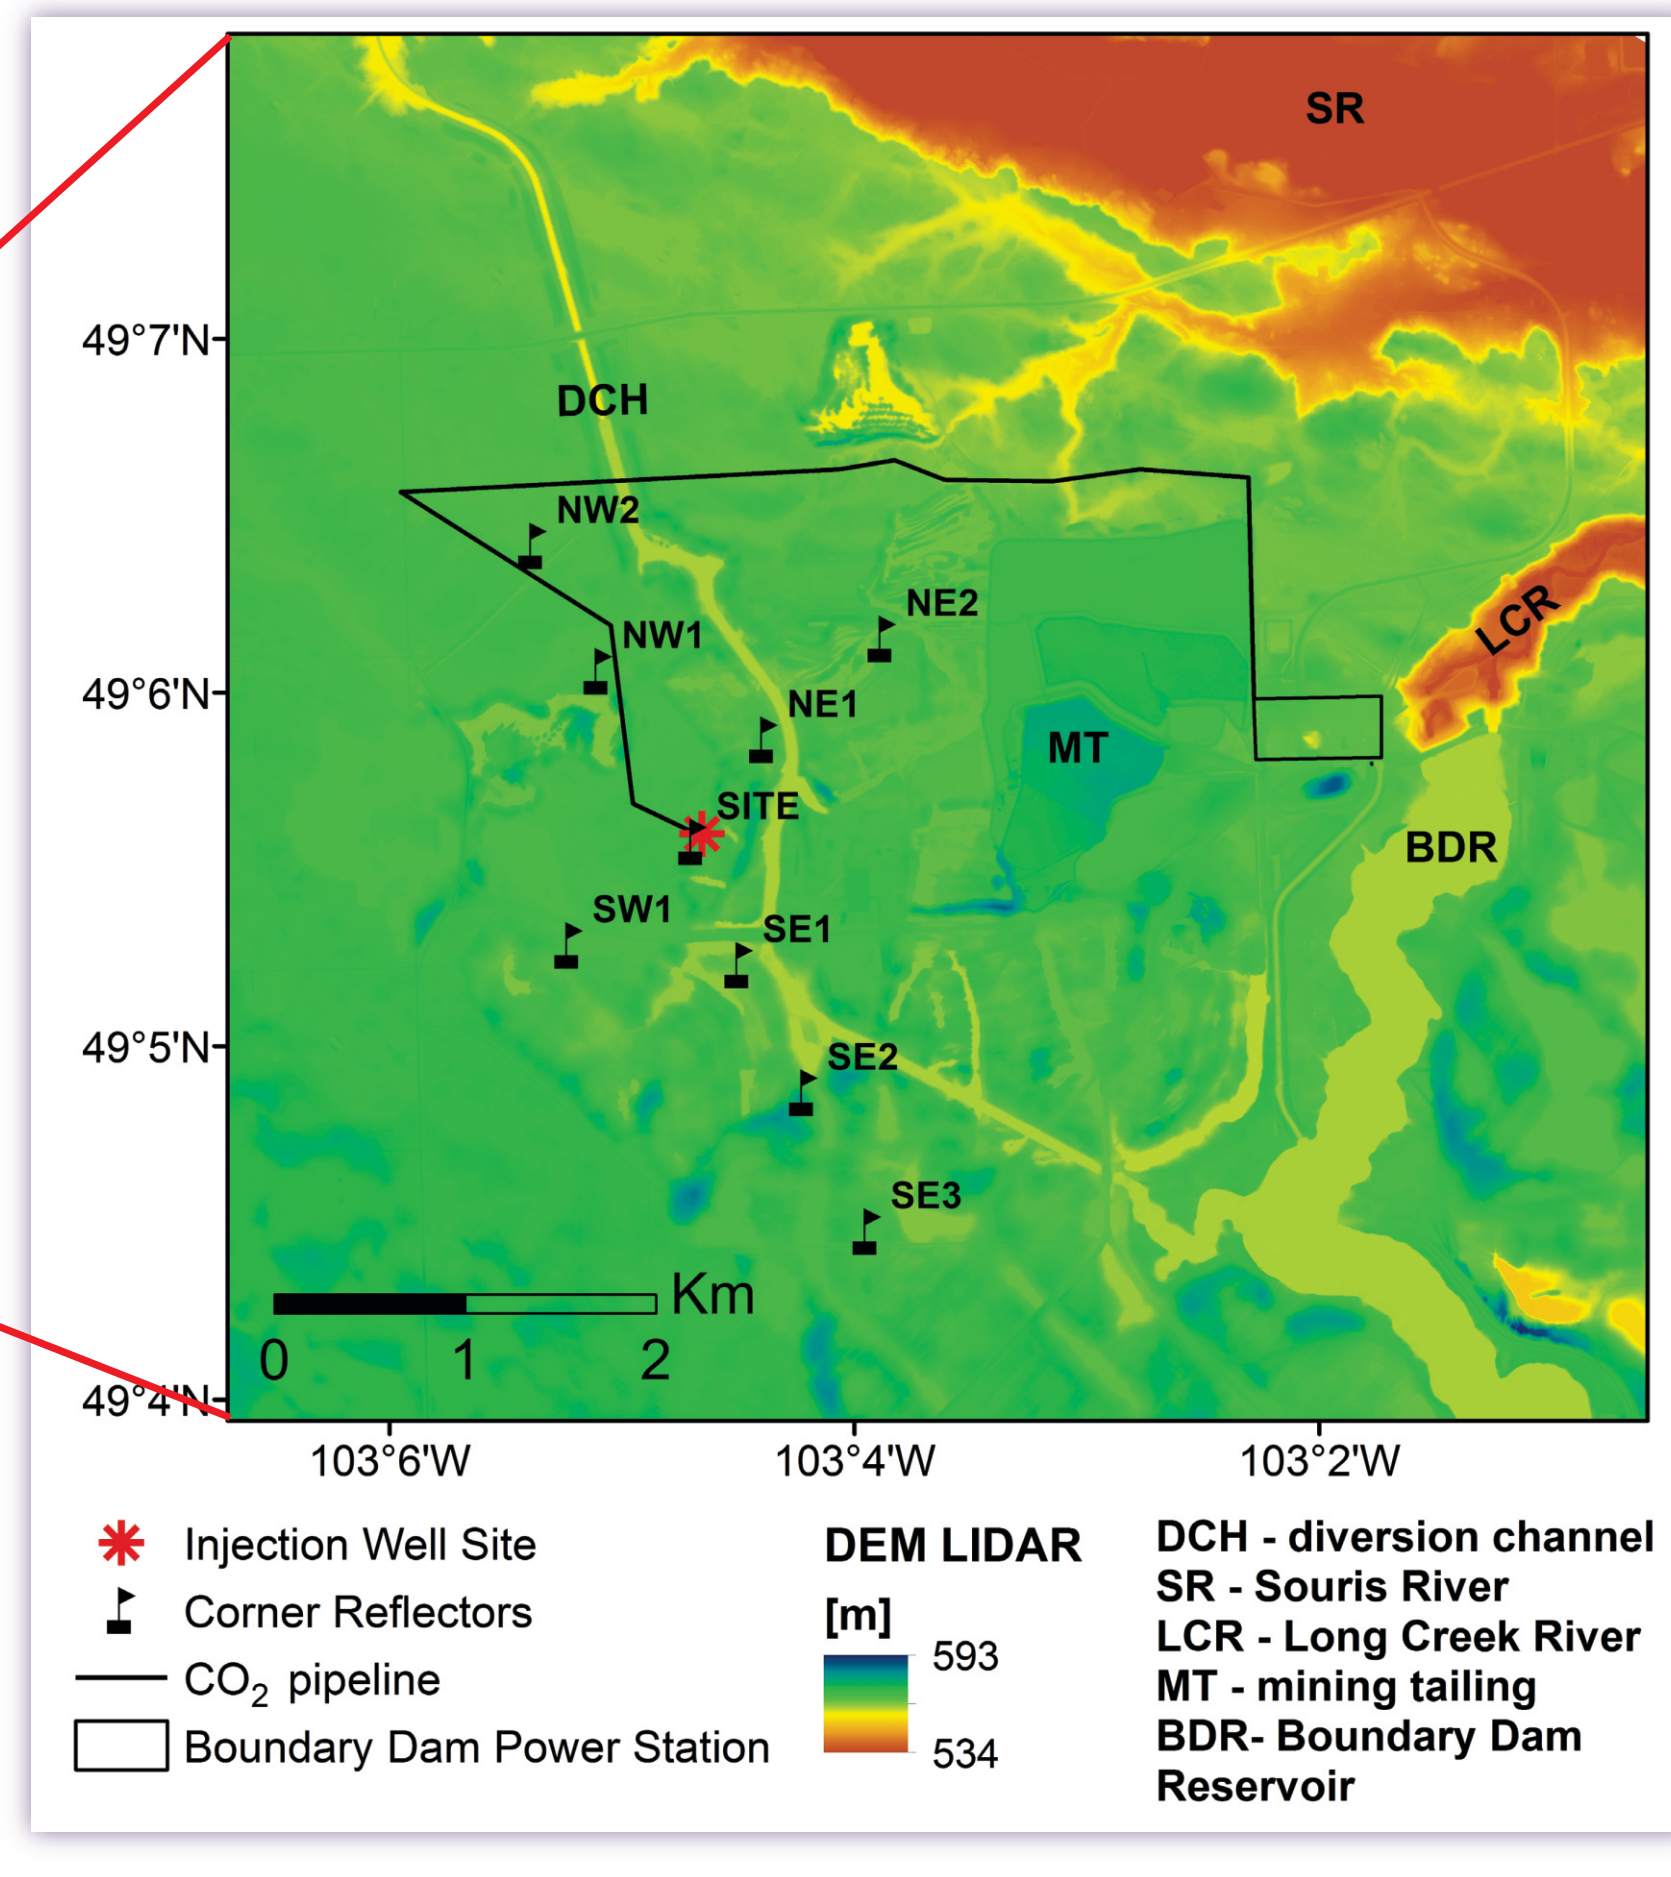 SR
49°7'N
DCH
NW2
NE2
LCR
NW1
49°6'N
NE1
MT
SITE
BDR
SW1
SE1
49°5'N
SE2
SE3
Km
0 1 2
49°4'N
103°6'W 103°4'W 103°2'W
Injection Well Site
Corner Reflectors
CO₂ pipeline
Boundary Dam Power Station
DEM LIDAR
[m]
593
534
DCH - diversion channel
SR - Souris River
LCR - Long Creek River
MT - mining tailing
BDR- Boundary Dam
Reservoir